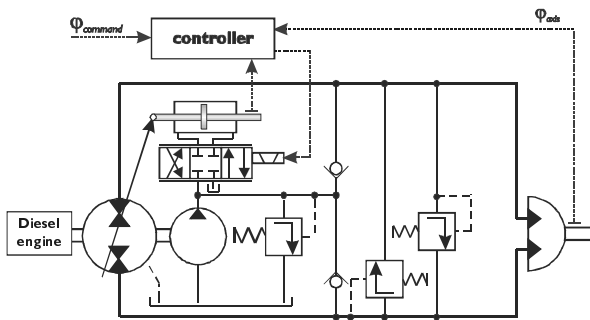 φcommand
controller
φaxis
Diesel
engine